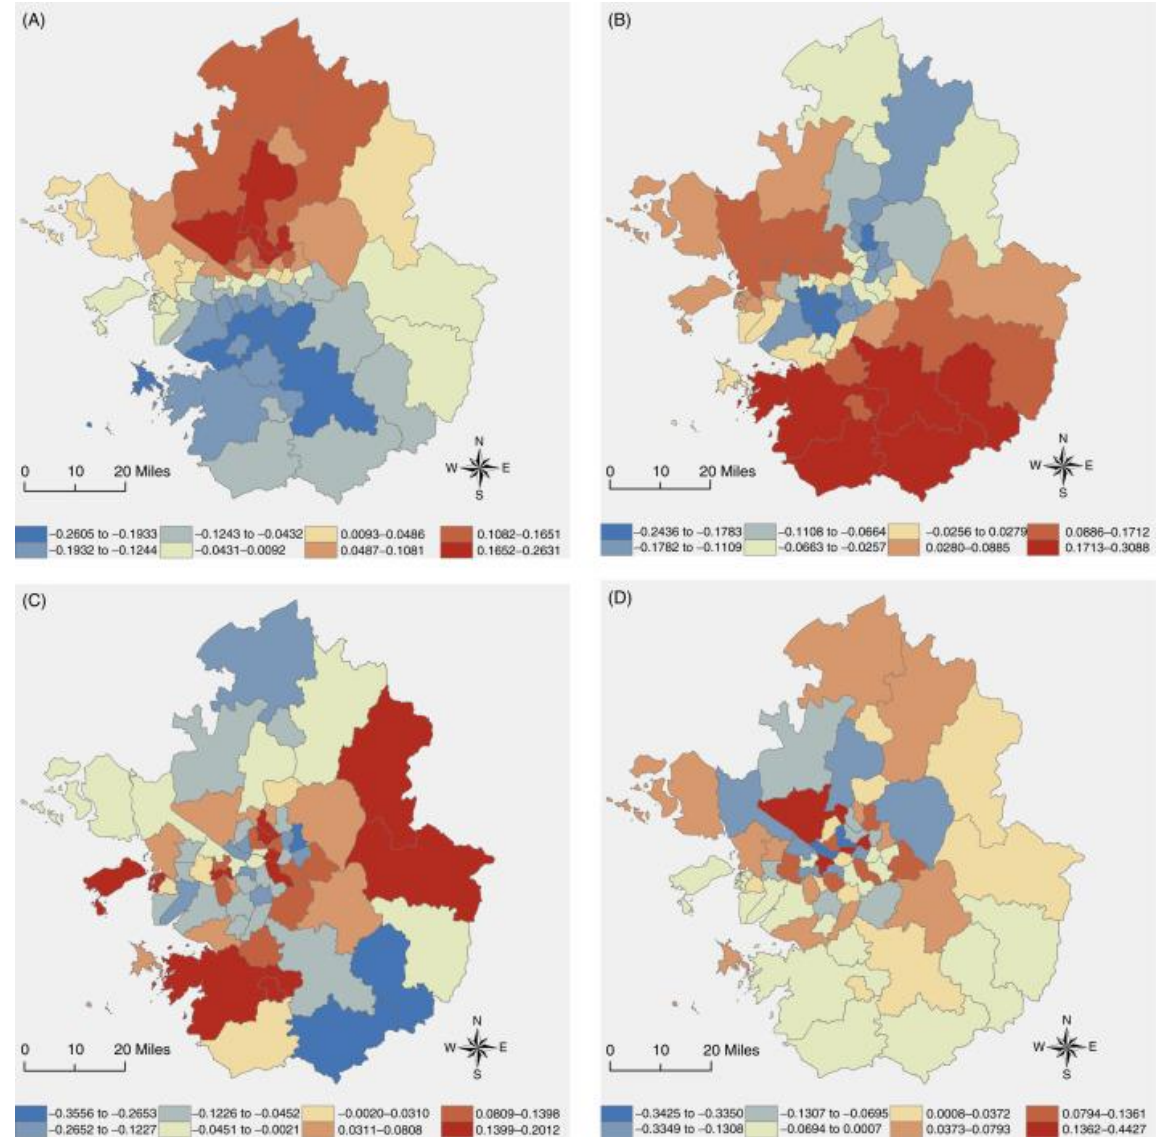 (A)
N
W E
S
0 10 20 Miles
–0.2605 to –0.1933 –0.1243 to –0.0432 0.0093–0.0486 0.1082–0.1651
–0.1932 to –0.1244 –0.0431–0.0092 0.0487–0.1081 0.1652–0.2631
(B)
N
W E
S
0 10 20 Miles
–0.2436 to –0.1783 –0.1108 to –0.0664 –0.0256 to 0.0279 0.0886–0.1712
–0.1782 to –0.1109 –0.0663 to –0.0257 0.0280–0.0885 0.1713–0.3088
(C)
N
W E
S
0 10 20 Miles
–0.3556 to –0.2653 –0.1226 to –0.0452 –0.0020–0.0310 0.0809–0.1398
–0.2652 to –0.1227 –0.0451 to –0.0021 0.0311–0.0808 0.1399–0.2012
(D)
N
W E
S
0 10 20 Miles
–0.3425 to –0.3350 –0.1307 to –0.0695 0.0008–0.0372 0.0794–0.1361
–0.3349 to –0.1308 –0.0694 to 0.0007 0.0373–0.0793 0.1362–0.4427